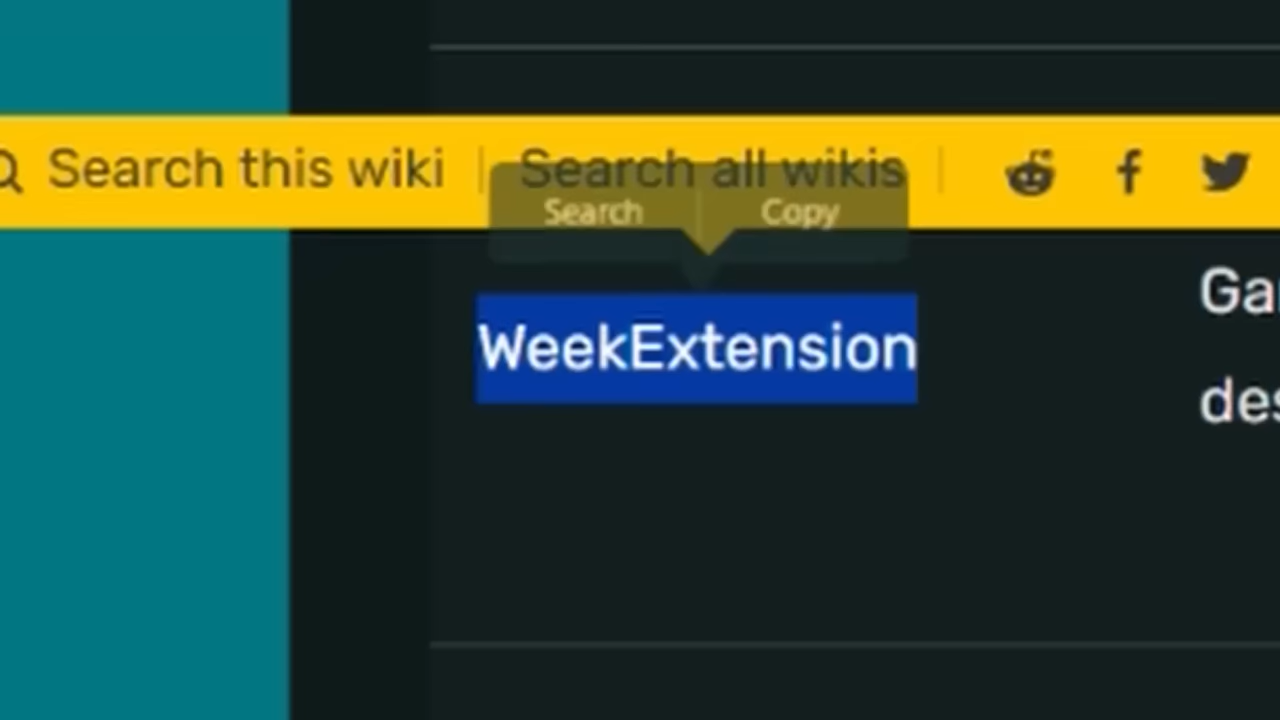 Search this wiki
Search all wikis
Search
Copy
WeekExtension